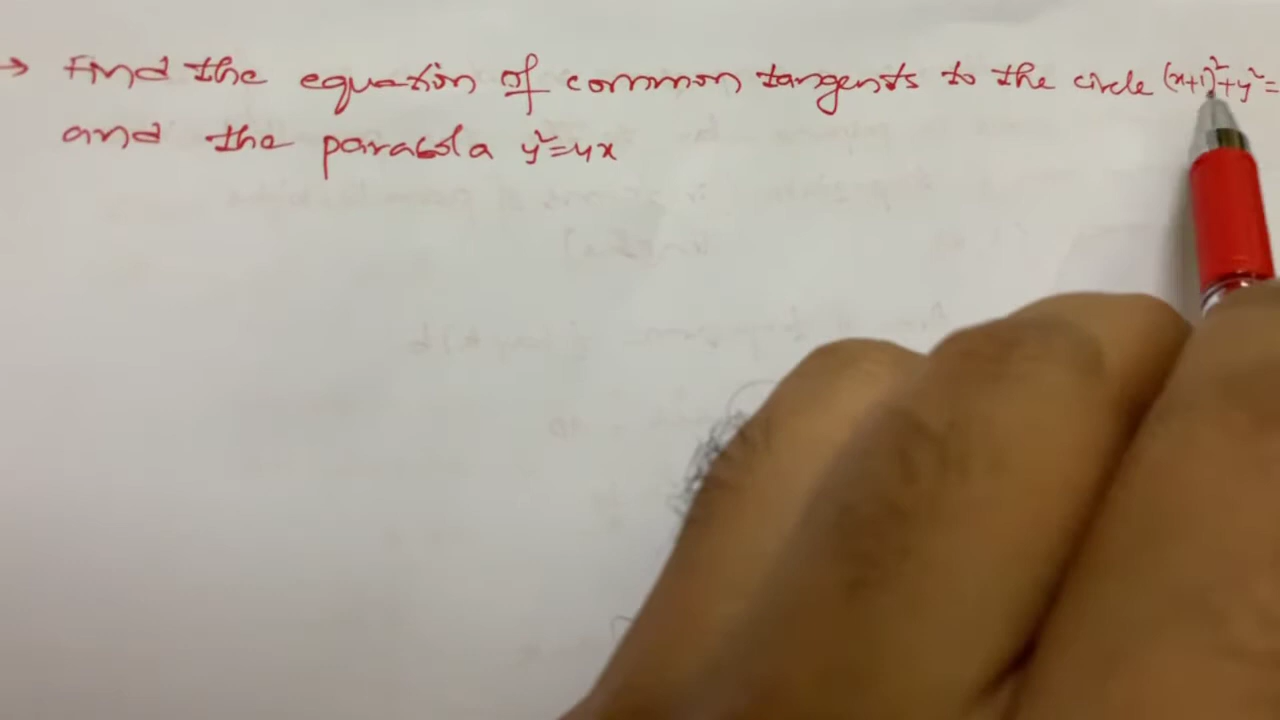 → Find the equation of common tangents to the circle (x+1)²+y²=
and the parabola y²=4x